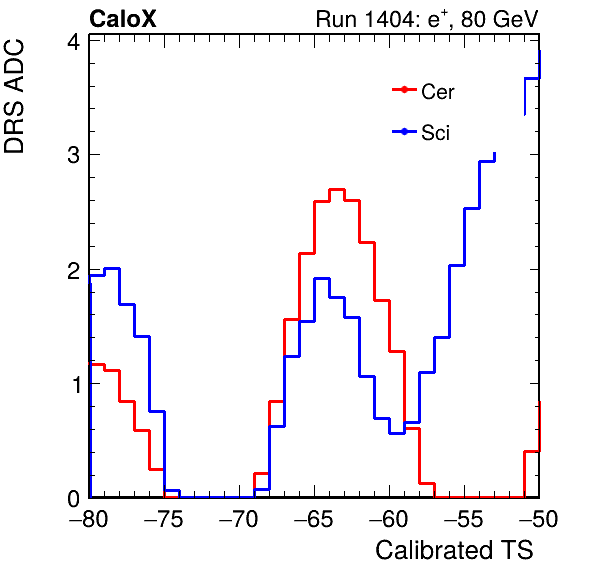 CaloX Run 1404: e⁺, 80 GeV
DRS ADC
4
3
2
1
0
Cer
Sci
−80 −75 −70 −65 −60 −55 −50
Calibrated TS